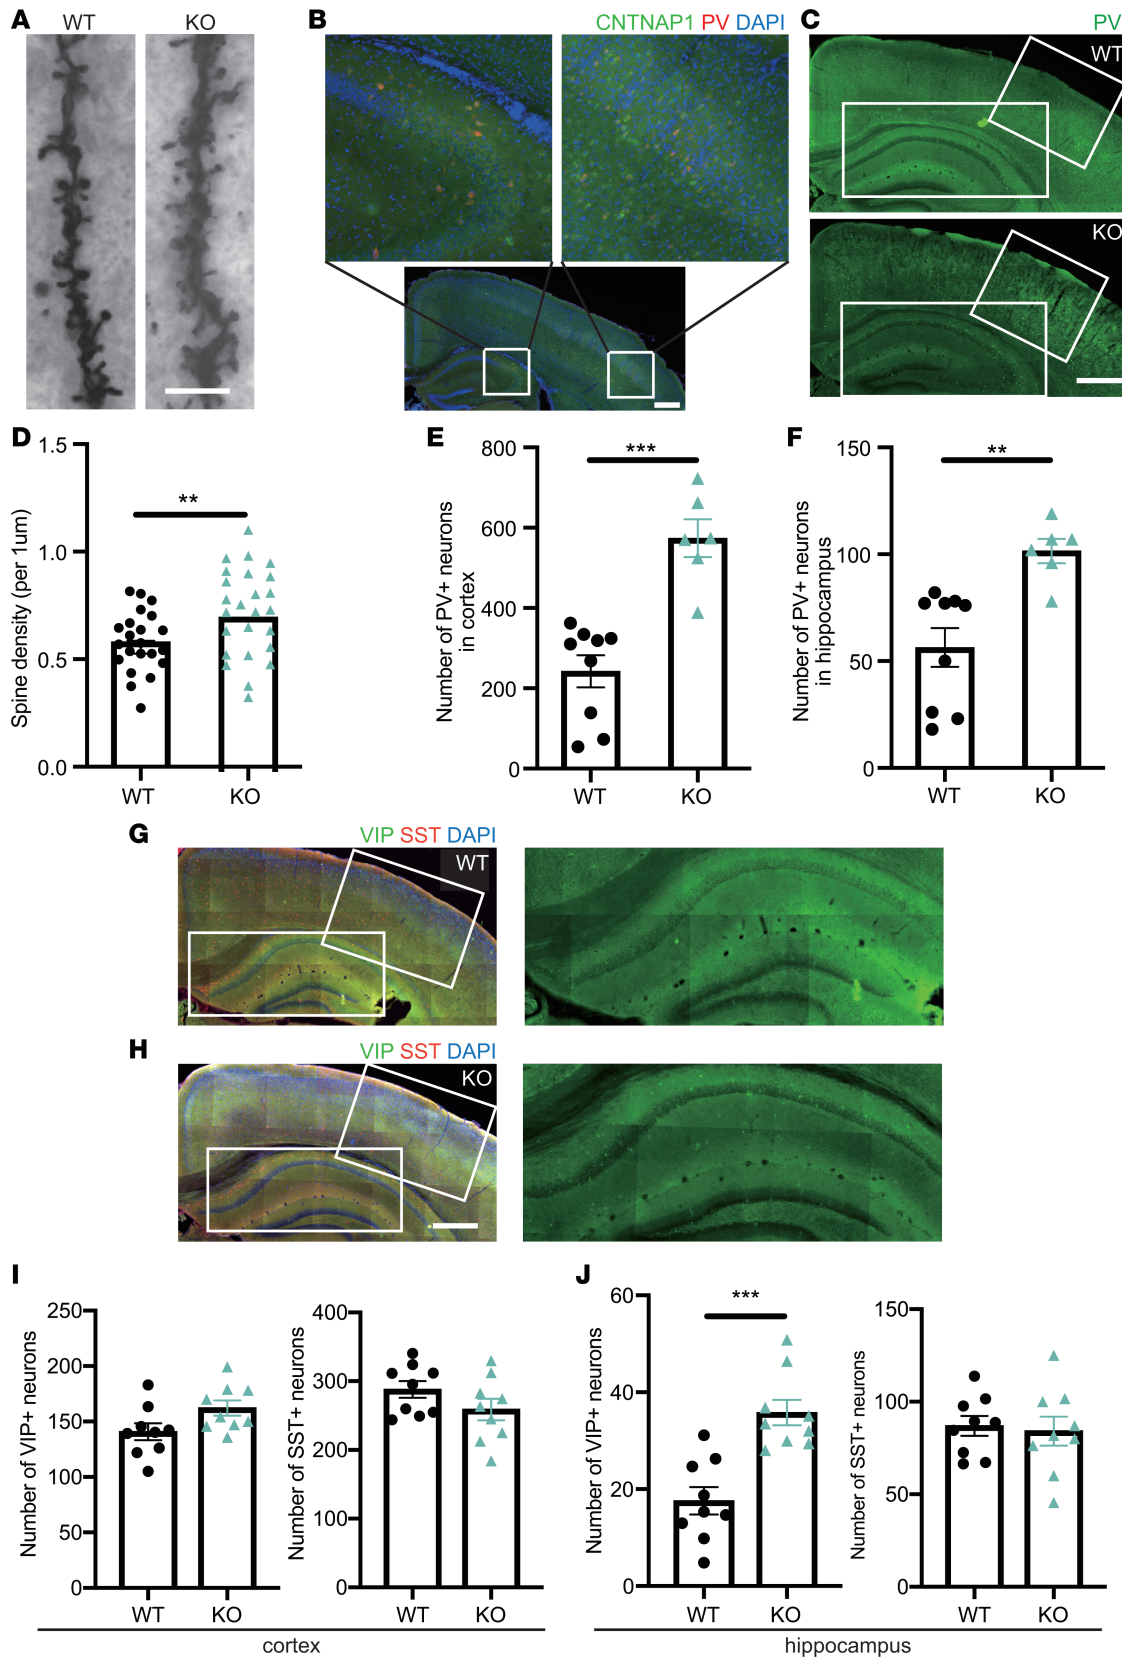 A WT KO
B CNTNAP1 PV DAPI
C PV
WT
KO
D
Spine density (per 1um)
1.5
1.0
0.5
0.0
**
WT KO
E
Number of PV+ neurons
in cortex
800
600
400
200
0
***
WT KO
F
Number of PV+ neurons
in hippocampus
150
100
50
0
**
WT KO
G VIP SST DAPI
WT
H VIP SST DAPI
KO
I
Number of VIP+ neurons
250
200
150
100
50
0
WT KO
Number of SST+ neurons
400
300
200
100
0
WT KO
cortex
J
Number of VIP+ neurons
60
40
20
0
***
WT KO
Number of SST+ neurons
150
100
50
0
WT KO
hippocampus